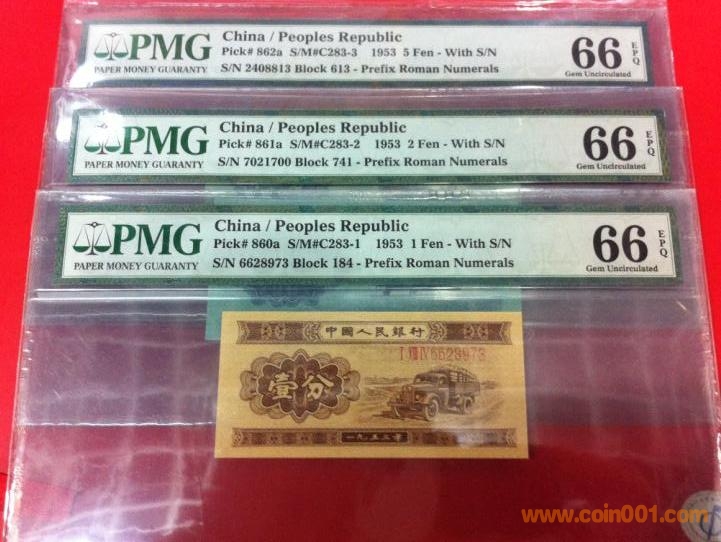 PMG
PAPER MONEY GUARANTY
China / Peoples Republic
Pick# 862a S/M#C283-3 1953 5 Fen - With S/N
S/N 2408813 Block 613 - Prefix Roman Numerals
66 EPQ
Gem Uncirculated
PMG
PAPER MONEY GUARANTY
China / Peoples Republic
Pick# 861a S/M#C283-2 1953 2 Fen - With S/N
S/N 7021700 Block 741 - Prefix Roman Numerals
66 EPQ
Gem Uncirculated
PMG
PAPER MONEY GUARANTY
China / Peoples Republic
Pick# 860a S/M#C283-1 1953 1 Fen - With S/N
S/N 6628973 Block 184 - Prefix Roman Numerals
66 EPQ
Gem Uncirculated
中國人民銀行
I VIII IV 6628973
壹分
一九五三年
www.coin001.com